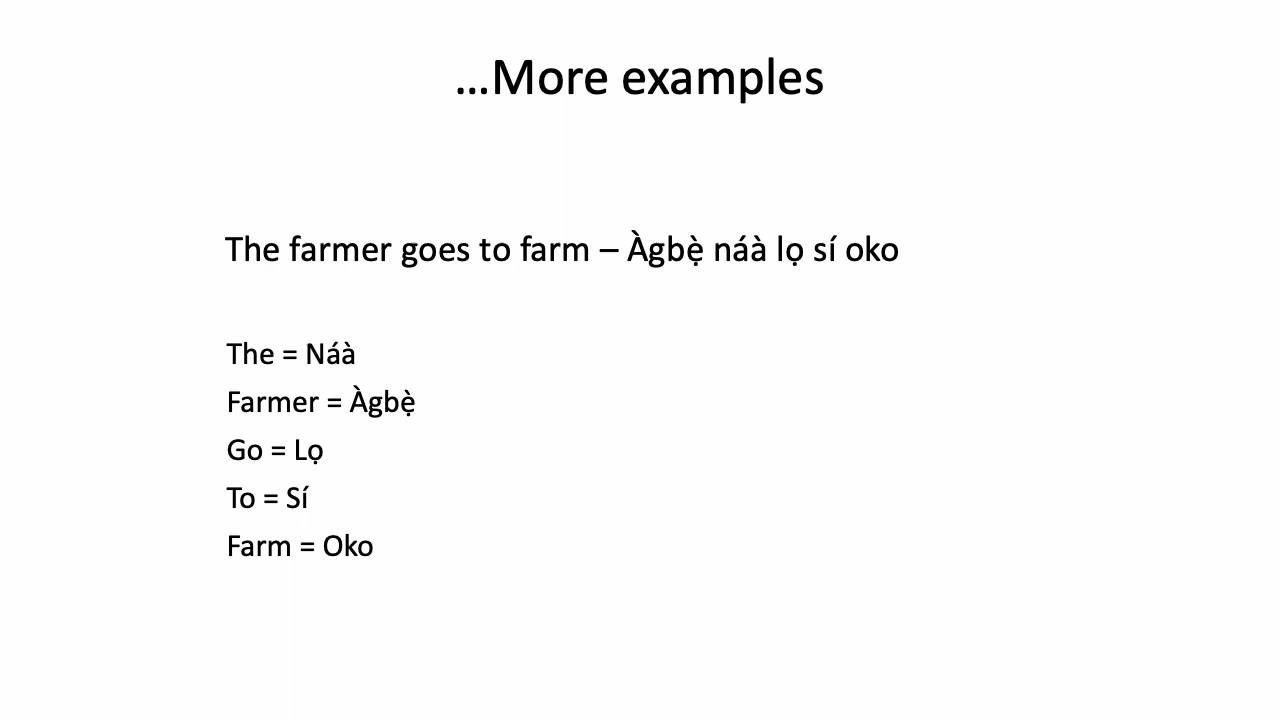 …More examples
The farmer goes to farm – Àgbẹ̀ náà lọ sí oko
The = Náà
Farmer = Àgbẹ̀
Go = Lọ
To = Sí
Farm = Oko